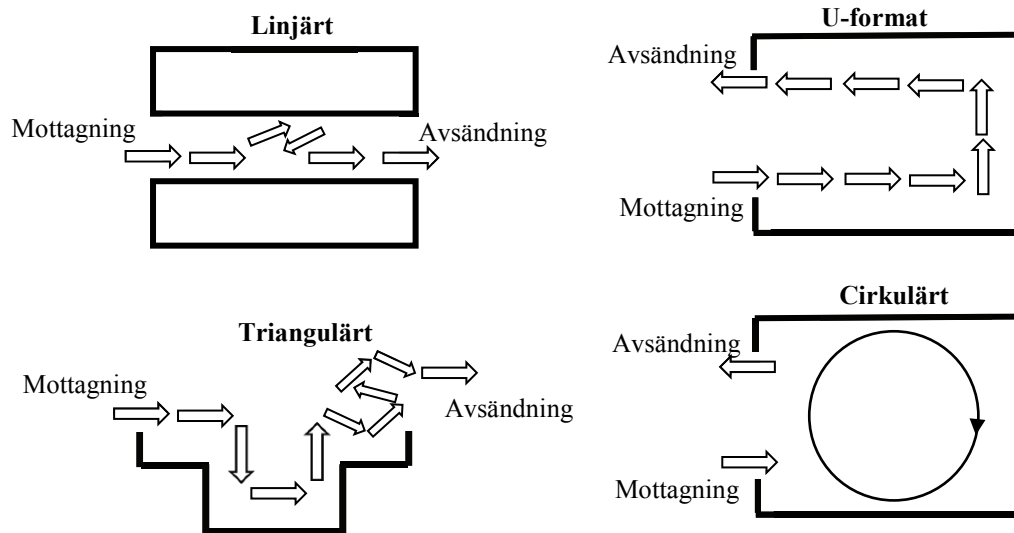 Linjärt
Mottagning
Avsändning
U-format
Avsändning
Mottagning
Triangulärt
Mottagning
Avsändning
Cirkulärt
Avsändning
Mottagning